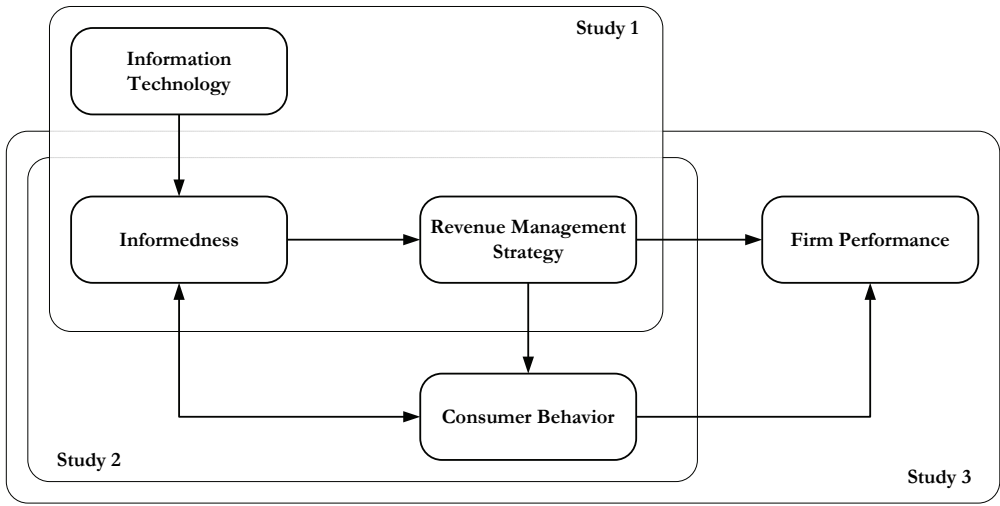 Study 1
Information
Technology
Informedness
Revenue Management
Strategy
Firm Performance
Consumer Behavior
Study 2
Study 3